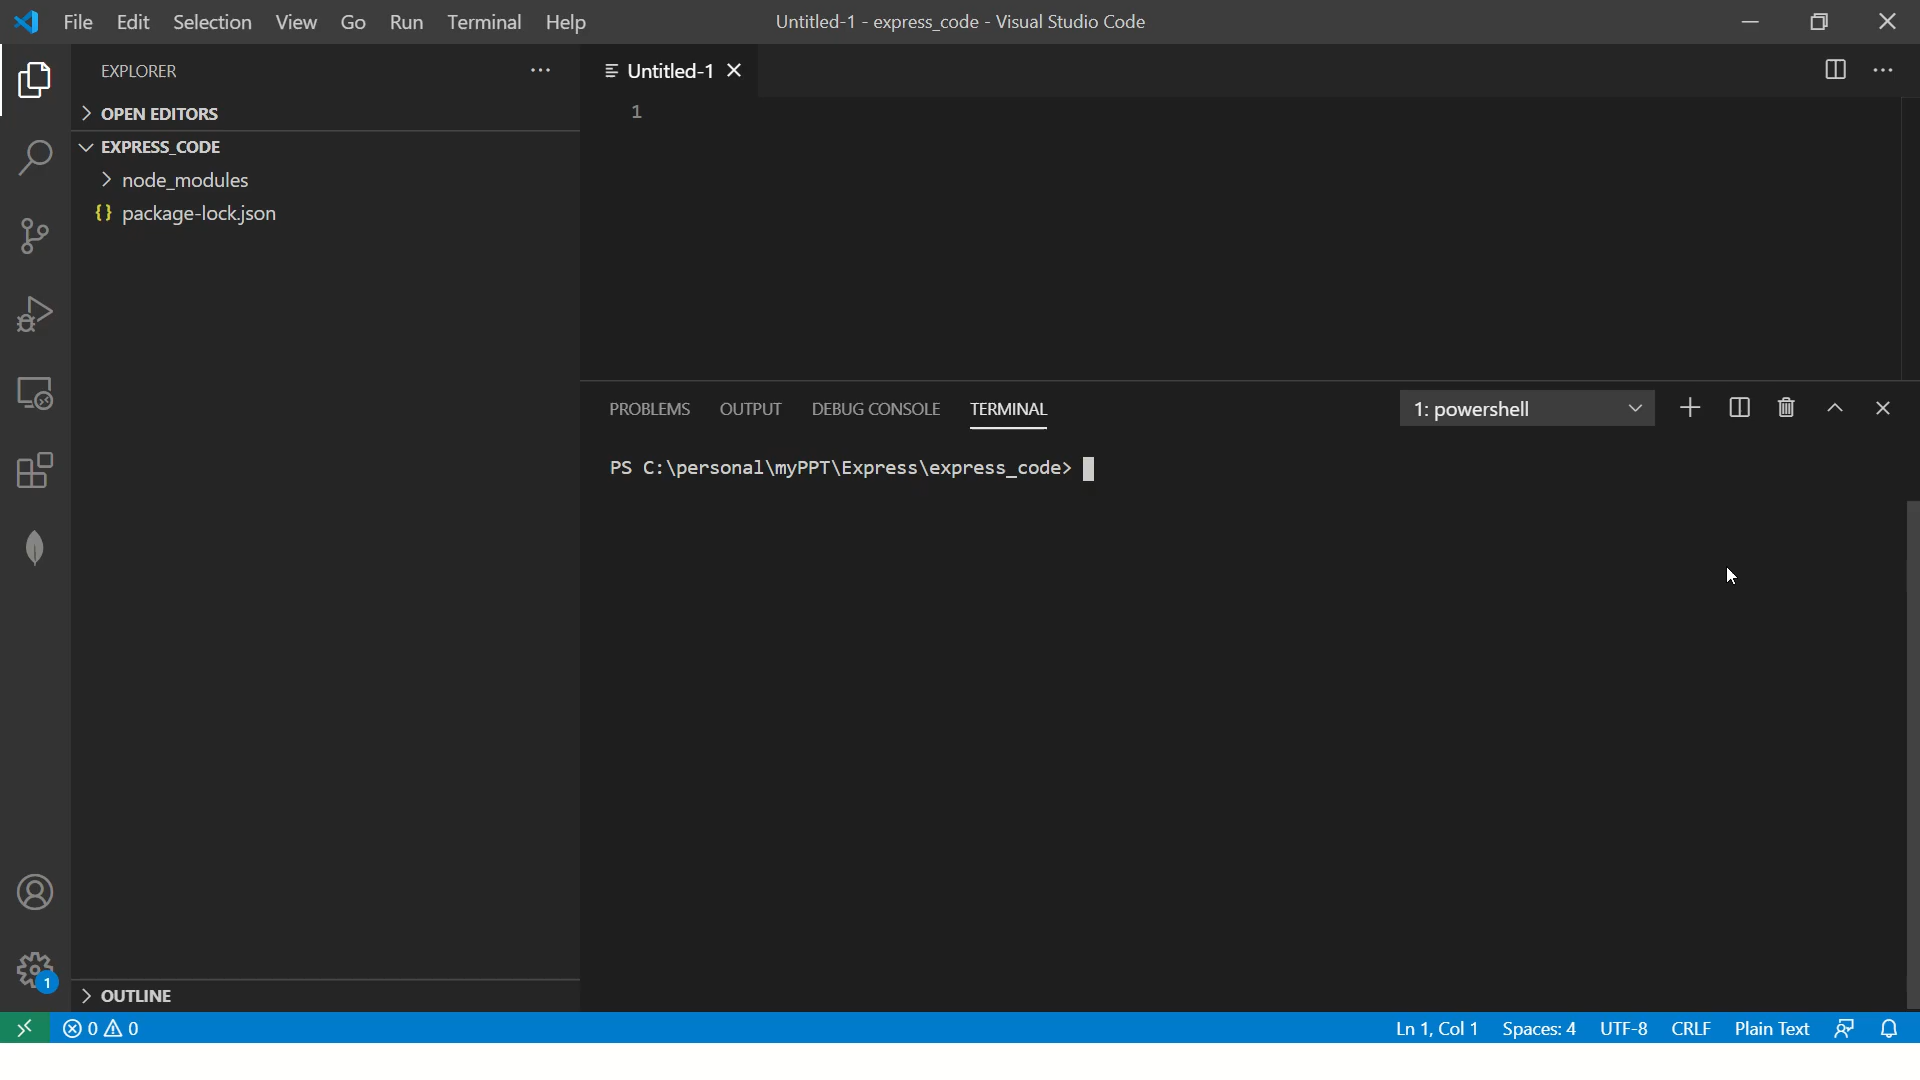 File Edit Selection View Go Run Terminal Help
Untitled-1 - express_code - Visual Studio Code
EXPLORER
OPEN EDITORS
EXPRESS_CODE
node_modules
{} package-lock.json
OUTLINE
Untitled-1
1
PROBLEMS OUTPUT DEBUG CONSOLE TERMINAL
1: powershell
PS C:\personal\myPPT\Express\express_code>
1
0 0
Ln 1, Col 1 Spaces: 4 UTF-8 CRLF Plain Text